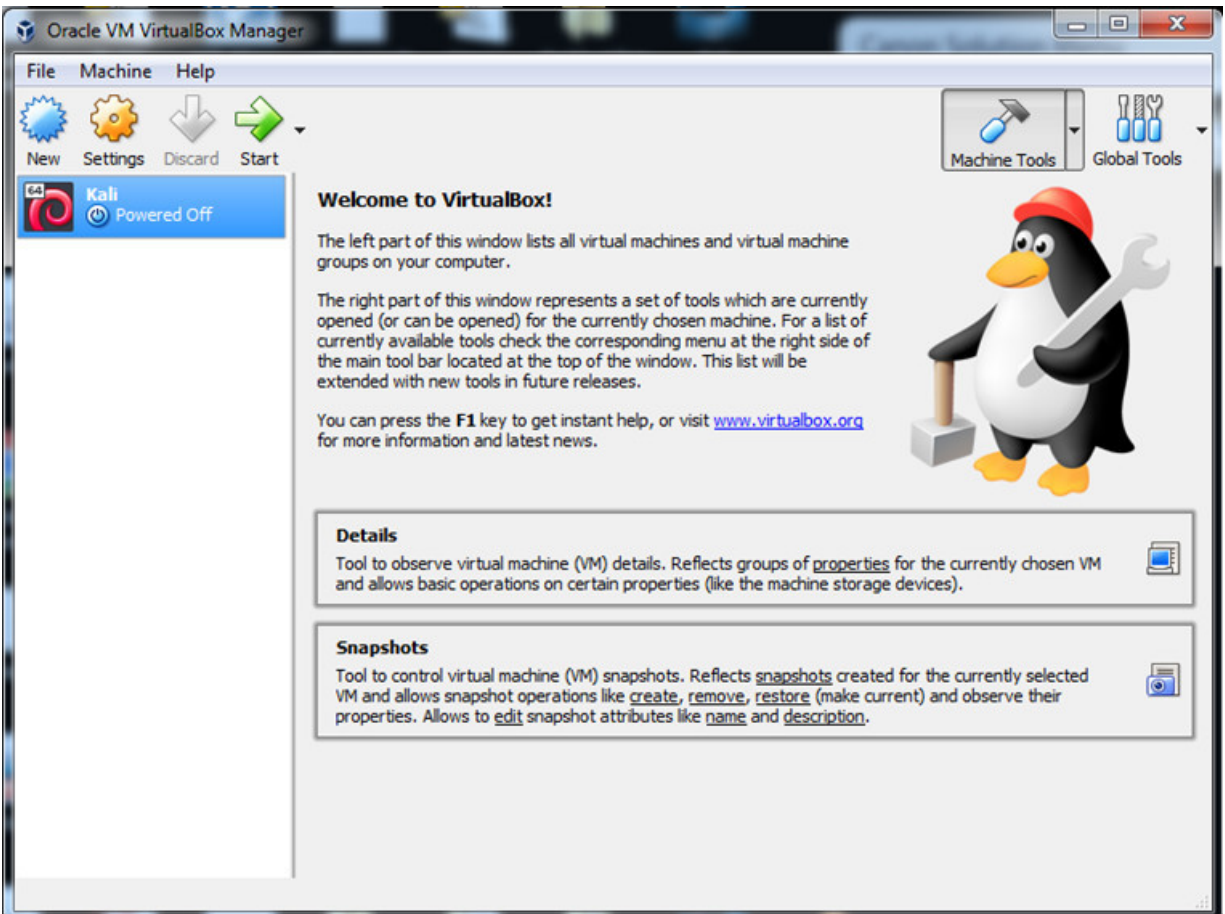 Oracle VM VirtualBox Manager
File Machine Help
New Settings Discard Start
Machine Tools Global Tools
64
Kali
Powered Off
Welcome to VirtualBox!
The left part of this window lists all virtual machines and virtual machine
groups on your computer.
The right part of this window represents a set of tools which are currently
opened (or can be opened) for the currently chosen machine. For a list of
currently available tools check the corresponding menu at the right side of
the main tool bar located at the top of the window. This list will be
extended with new tools in future releases.
You can press the F1 key to get instant help, or visit www.virtualbox.org
for more information and latest news.
Details
Tool to observe virtual machine (VM) details. Reflects groups of properties for the currently chosen VM
and allows basic operations on certain properties (like the machine storage devices).
Snapshots
Tool to control virtual machine (VM) snapshots. Reflects snapshots created for the currently selected
VM and allows snapshot operations like create, remove, restore (make current) and observe their
properties. Allows to edit snapshot attributes like name and description.